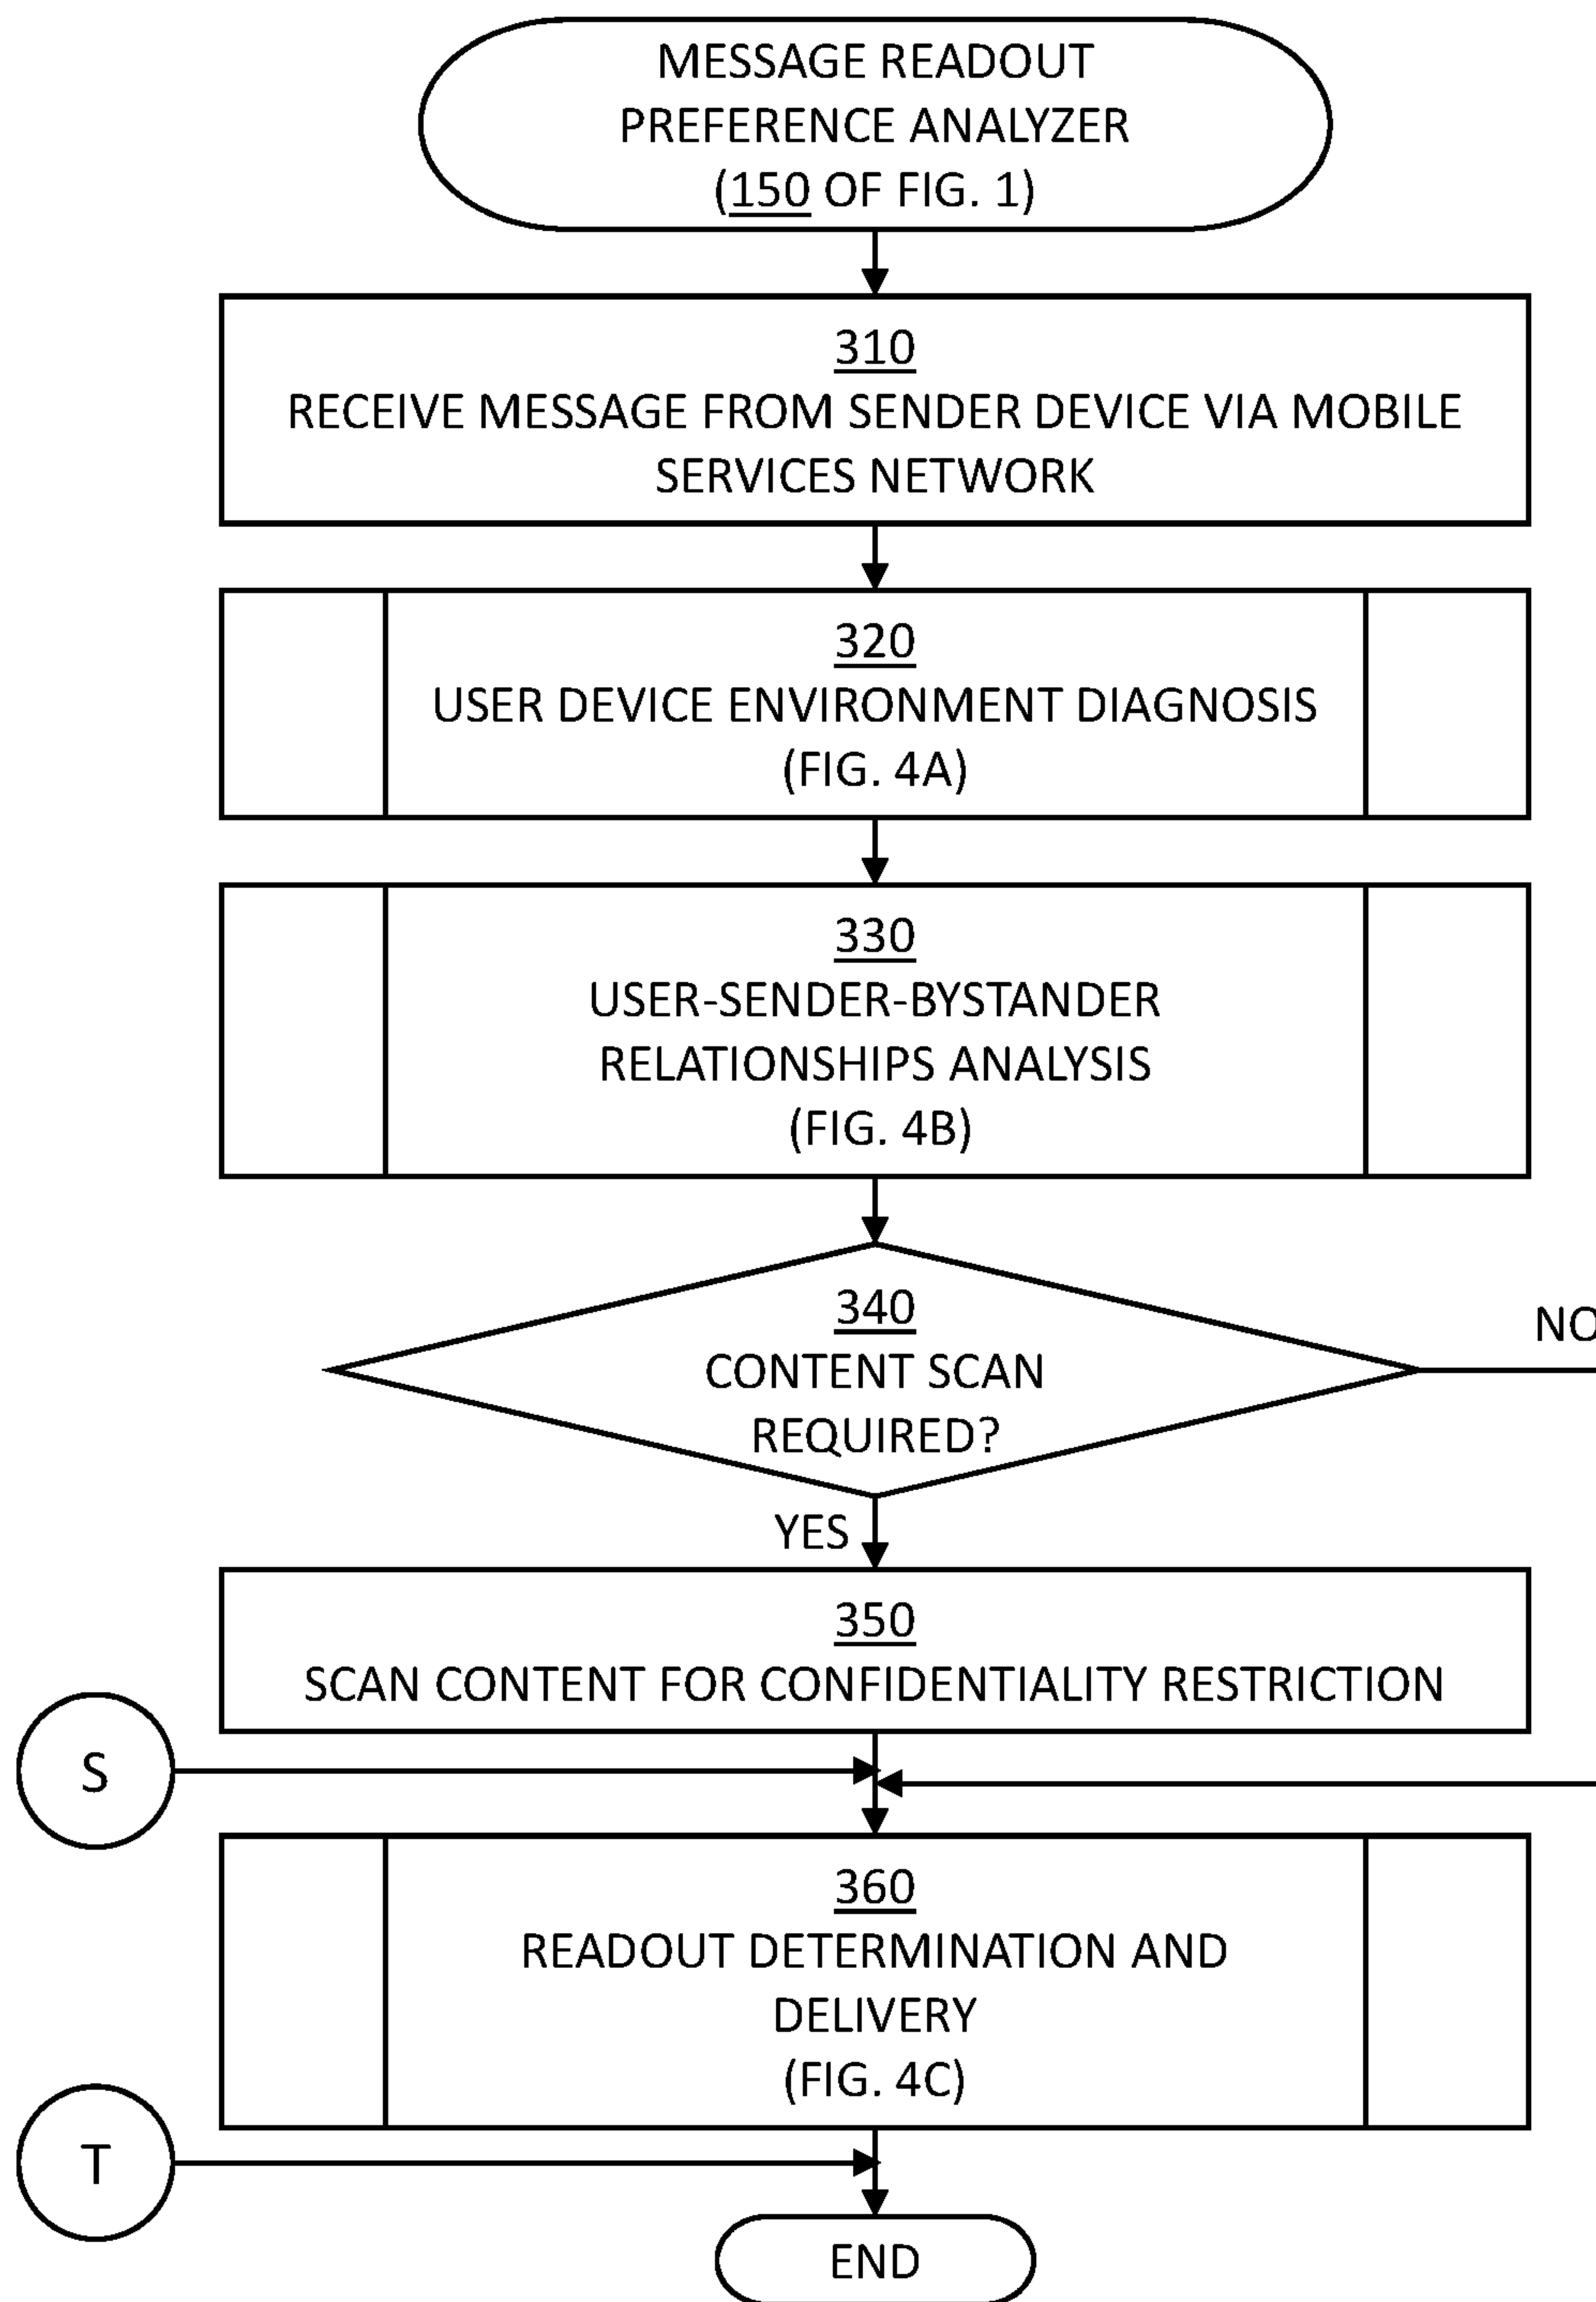 MESSAGE READOUT
PREFERENCE ANALYZER
(150 OF FIG. 1)
310
RECEIVE MESSAGE FROM SENDER DEVICE VIA MOBILE
SERVICES NETWORK
320
USER DEVICE ENVIRONMENT DIAGNOSIS
(FIG. 4A)
330
USER-SENDER-BYSTANDER
RELATIONSHIPS ANALYSIS
(FIG. 4B)
340
CONTENT SCAN
REQUIRED?
NO
YES
350
SCAN CONTENT FOR CONFIDENTIALITY RESTRICTION
S
360
READOUT DETERMINATION AND
DELIVERY
(FIG. 4C)
T
END